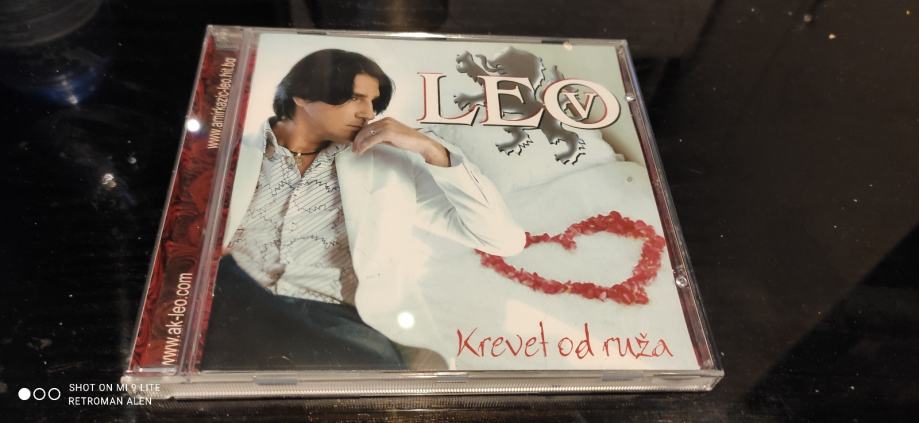 LEO
V
Krevet od ruža
www.amirkazic-leo.hit.bg
www.ak-leo.com
SHOT ON MI 9 LITE
RETROMAN ALEN